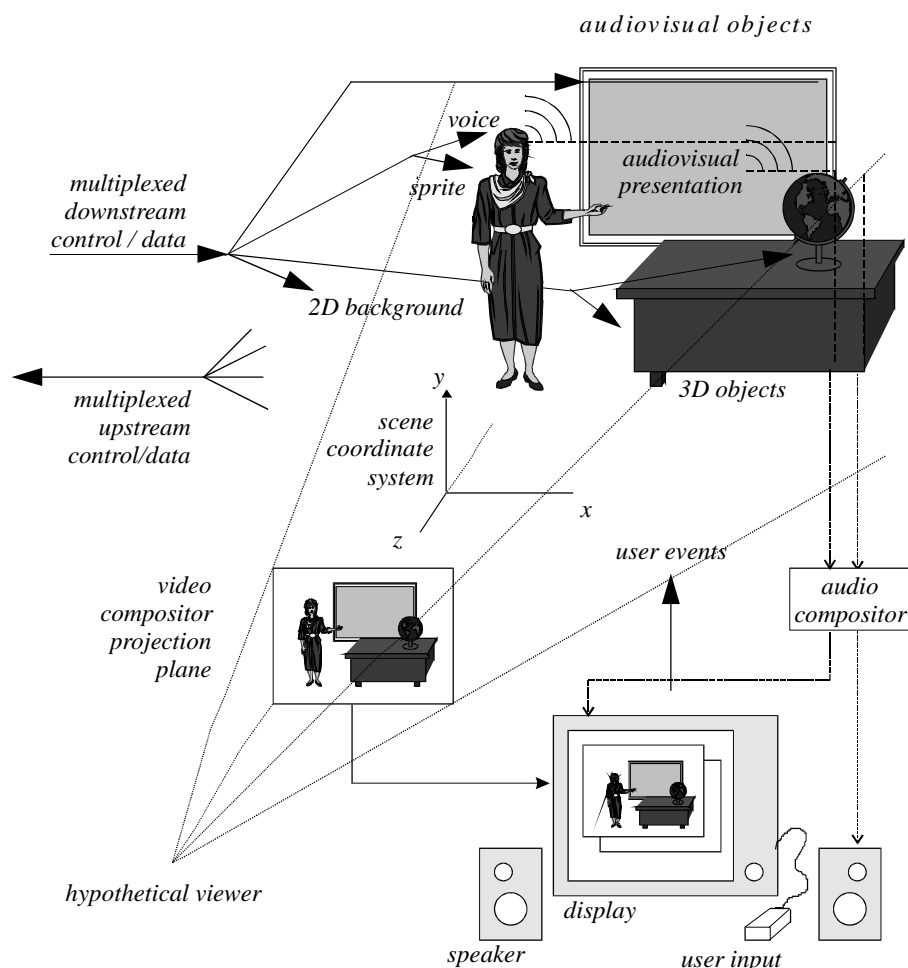 audiovisual objects
voice
sprite
audiovisual
presentation
multiplexed
downstream
control / data
2D background
3D objects
multiplexed
upstream
control/data
y
scene
coordinate
system
x
z
user events
audio
compositor
video
compositor
projection
plane
hypothetical viewer
display
speaker
user input